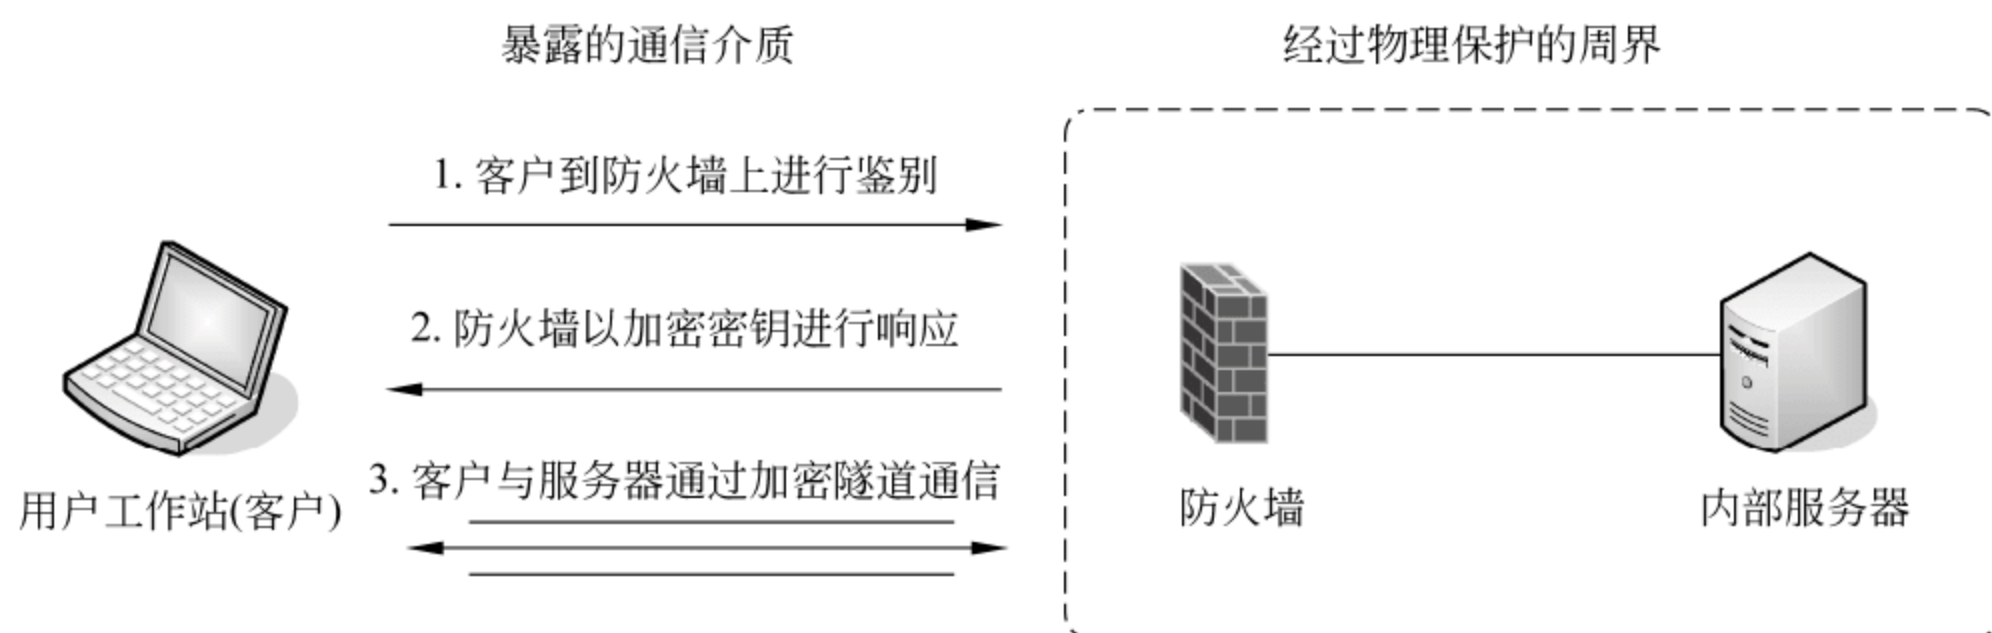 暴露的通信介质
经过物理保护的周界
1. 客户到防火墙上进行鉴别
2. 防火墙以加密密钥进行响应
3. 客户与服务器通过加密隧道通信
用户工作站(客户)
防火墙
内部服务器